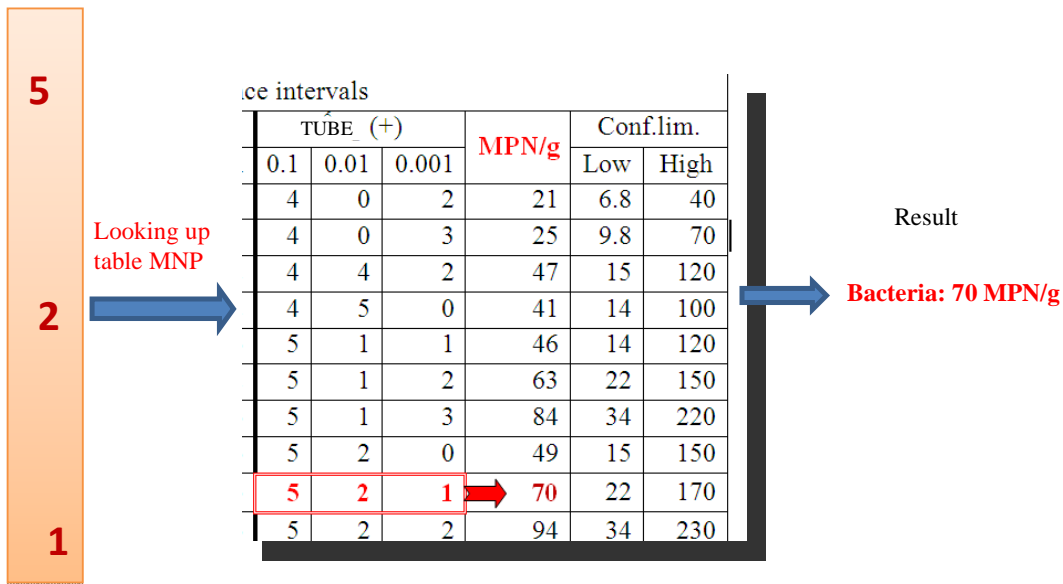 5
2
1
Looking up
table MNP
ce intervals
TUBE (+) MPN/g Conf.lim.
0.1 0.01 0.001 Low High
4 0 2 21 6.8 40
4 0 3 25 9.8 70
4 4 2 47 15 120
4 5 0 41 14 100
5 1 1 46 14 120
5 1 2 63 22 150
5 1 3 84 34 220
5 2 0 49 15 150
5 2 1 70 22 170
5 2 2 94 34 230
Result
Bacteria: 70 MPN/g